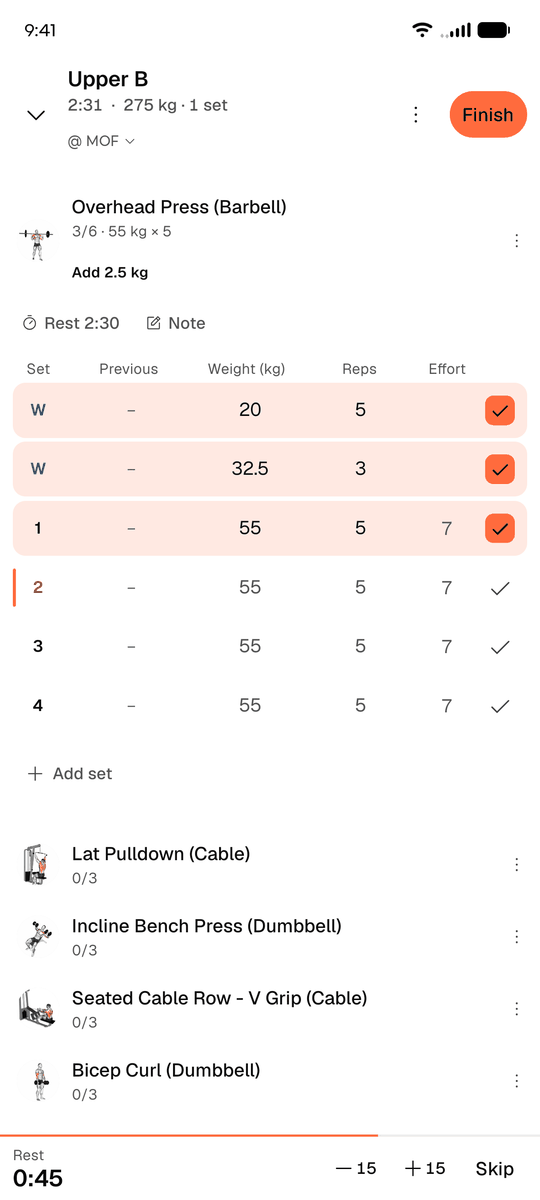 9:41
Upper B
2:31 · 275 kg · 1 set
@ MOF
Finish
Overhead Press (Barbell)
3/6 · 55 kg × 5
Add 2.5 kg
Rest 2:30 Note
Set Previous Weight (kg) Reps Effort
W – 20 5
W – 32.5 3
1 – 55 5 7
2 – 55 5 7
3 – 55 5 7
4 – 55 5 7
+ Add set
Lat Pulldown (Cable)
0/3
Incline Bench Press (Dumbbell)
0/3
Seated Cable Row - V Grip (Cable)
0/3
Bicep Curl (Dumbbell)
0/3
Rest
0:45
— 15 + 15 Skip